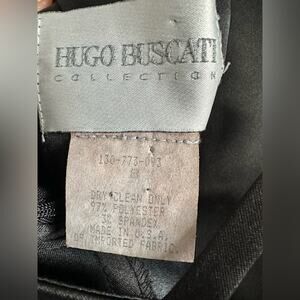 HUGO BUSCATI
COLLECTION
130-773-093
DRY CLEAN ONLY
97% POLYESTER
3% SPANDEX
MADE IN U.S.A.
OF IMPORTED FABRIC.